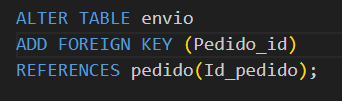 ALTER TABLE envio
ADD FOREIGN KEY (Pedido_id)
REFERENCES pedido(Id_pedido);